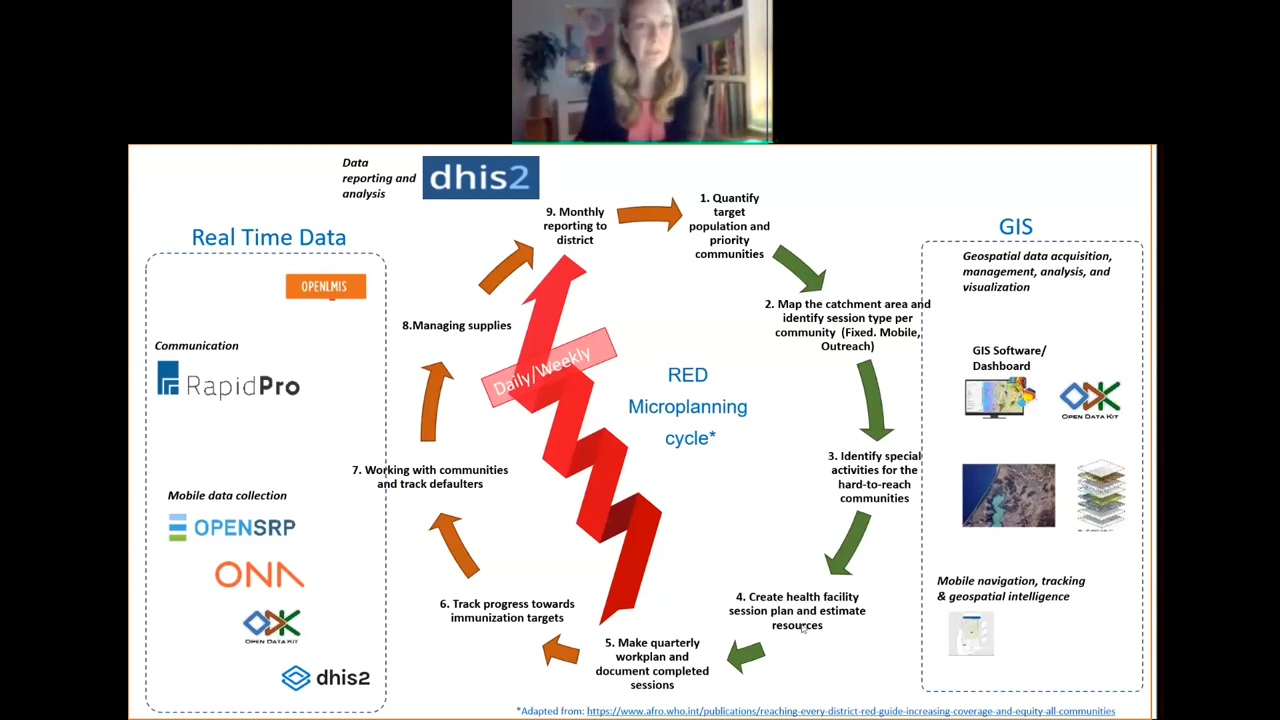 Data
reporting and
analysis
dhis2
Real Time Data
OPENLMIS
Communication
RapidPro
Mobile data collection
OPENSRP
ONA
OPEN DATA KIT
dhis2
9. Monthly
reporting to
district
1. Quantify
target
population and
priority
communities
2. Map the catchment area and
identify session type per
community (Fixed. Mobile,
Outreach)
3. Identify special
activities for the
hard-to-reach
communities
4. Create health facility
session plan and estimate
resources
5. Make quarterly
workplan and
document completed
sessions
6. Track progress towards
immunization targets
7. Working with communities
and track defaulters
8.Managing supplies
Daily/Weekly
RED
Microplanning
cycle*
GIS
Geospatial data acquisition,
management, analysis, and
visualization
GIS Software/
Dashboard
OPEN DATA KIT
Mobile navigation, tracking
& geospatial intelligence
*Adapted from: https://www.afro.who.int/publications/reaching-every-district-red-guide-increasing-coverage-and-equity-all-communities